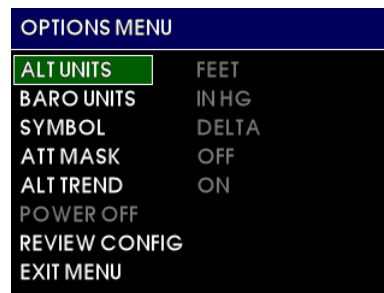 OPTIONS MENU
ALT UNITS FEET
BARO UNITS IN HG
SYMBOL DELTA
ATT MASK OFF
ALT TREND ON
POWER OFF
REVIEW CONFIG
EXIT MENU